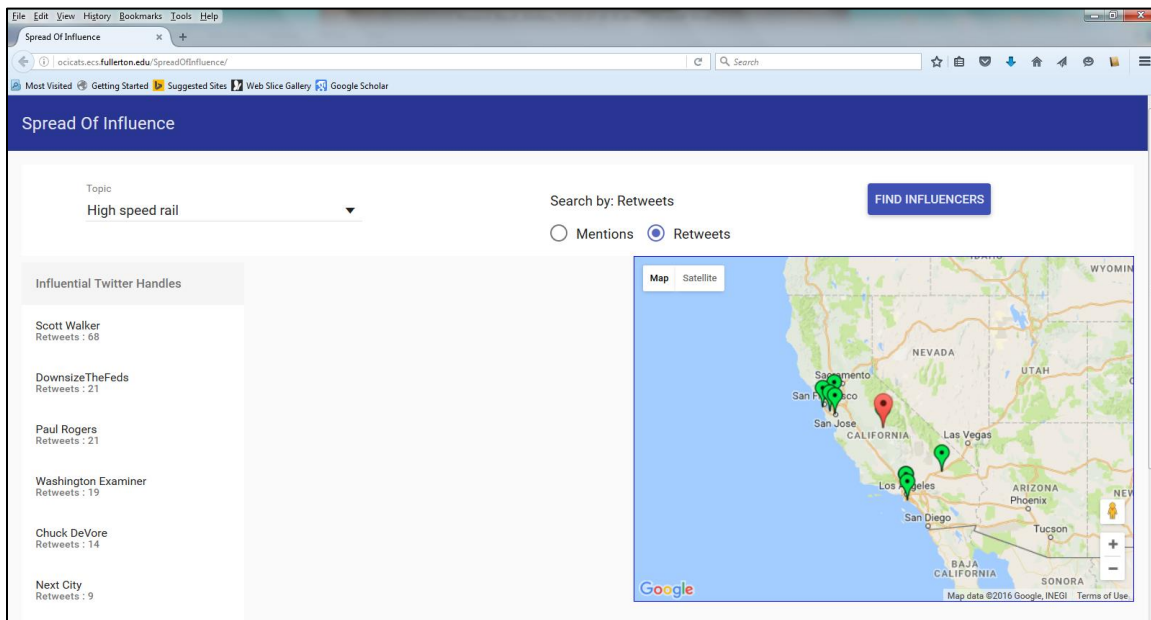 File Edit View History Bookmarks Tools Help
Spread Of Influence × +
ocicats.ecs.fullerton.edu/SpreadOfInfluence/
Search
Most Visited Getting Started Suggested Sites Web Slice Gallery Google Scholar
Spread Of Influence
Topic
High speed rail
Search by: Retweets
Mentions Retweets
FIND INFLUENCERS
Influential Twitter Handles
Scott Walker
Retweets : 68
DownsizeTheFeds
Retweets : 21
Paul Rogers
Retweets : 21
Washington Examiner
Retweets : 19
Chuck DeVore
Retweets : 14
Next City
Retweets : 9
Map Satellite
WYOMIN
NEVADA
UTAH
Sacramento
San Francisco
San Jose
CALIFORNIA
Las Vegas
Los Angeles
ARIZONA
Phoenix
NEW
San Diego
Tucson
BAJA
CALIFORNIA
SONORA
Google
Map data ©2016 Google, INEGI Terms of Use